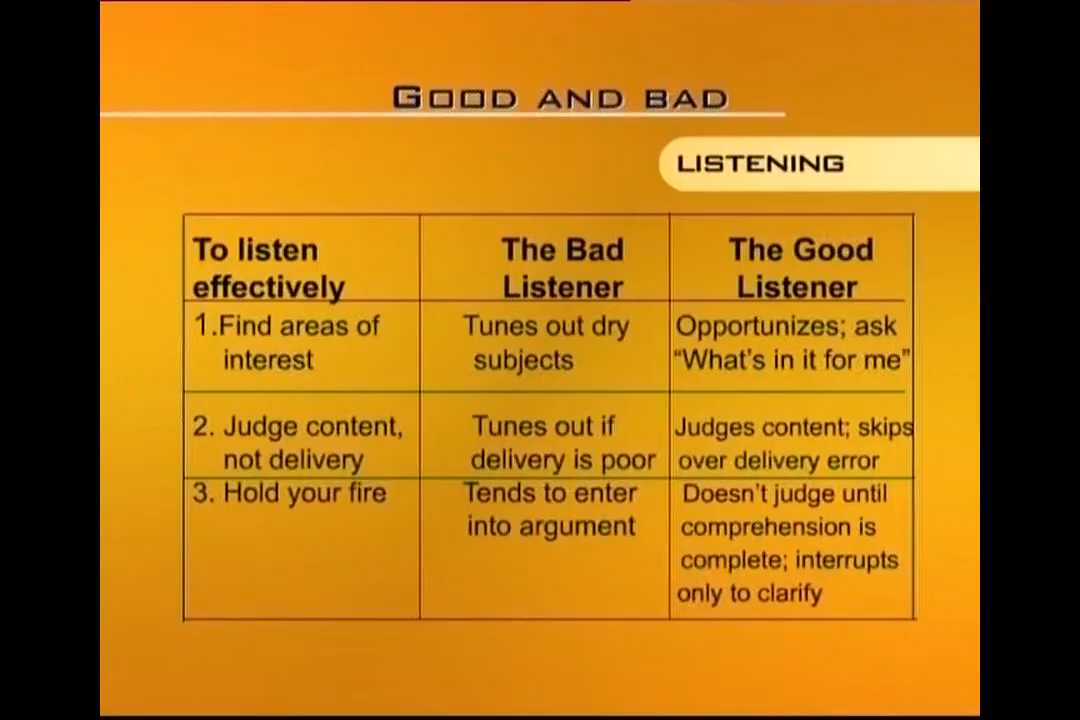 GOOD AND BAD
LISTENING
To listen
effectively
The Bad
Listener
The Good
Listener
1.Find areas of
interest
Tunes out dry
subjects
Opportunizes; ask
“What’s in it for me”
2. Judge content,
not delivery
Tunes out if
delivery is poor
Judges content; skips
over delivery error
3. Hold your fire
Tends to enter
into argument
Doesn’t judge until
comprehension is
complete; interrupts
only to clarify